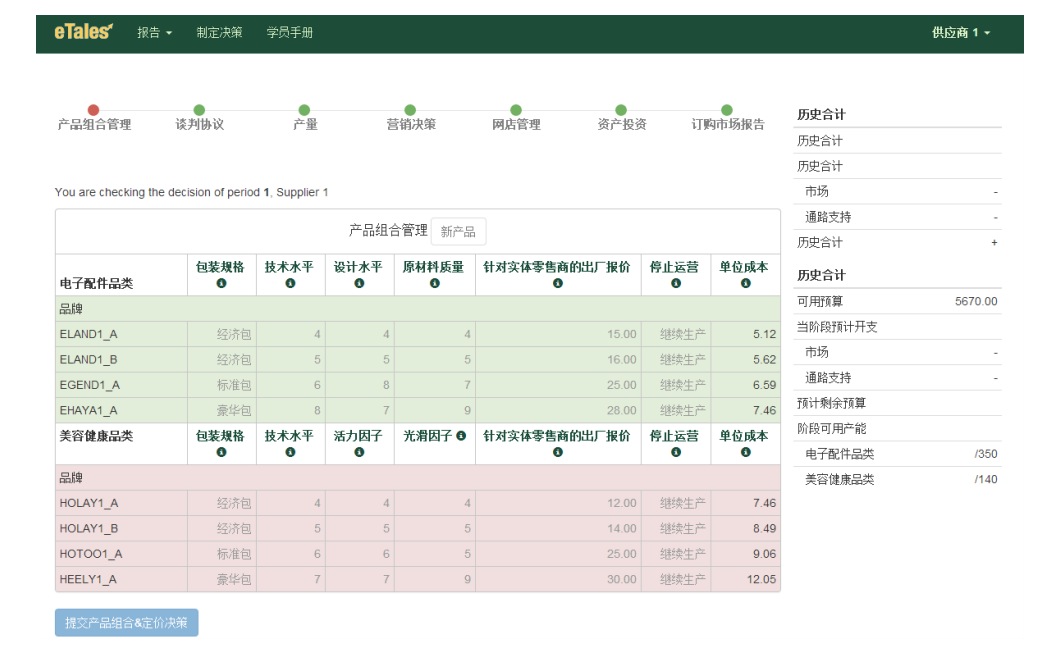 eTales 报告 制定决策 学员手册 供应商 1
产品组合管理 谈判协议 产量 营销决策 网店管理 资产投资 订购市场报告
You are checking the decision of period 1, Supplier 1
产品组合管理 新产品
电子配件品类 包装规格 技术水平 设计水平 原材料质量 针对实体零售商的出厂报价 停止运营 单位成本
品牌
ELAND1_A 经济包 4 4 4 15.00 继续生产 5.12
ELAND1_B 经济包 5 5 5 16.00 继续生产 5.62
EGEND1_A 标准包 6 8 7 25.00 继续生产 6.59
EHAYA1_A 豪华包 8 7 9 28.00 继续生产 7.46
美容健康品类 包装规格 技术水平 活力因子 光滑因子 针对实体零售商的出厂报价 停止运营 单位成本
品牌
HOLAY1_A 经济包 4 4 4 12.00 继续生产 7.46
HOLAY1_B 经济包 5 5 5 14.00 继续生产 8.49
HOTOO1_A 标准包 6 6 5 25.00 继续生产 9.06
HEELY1_A 豪华包 7 7 9 30.00 继续生产 12.05
提交产品组合&定价决策
历史合计
历史合计
历史合计
市场 -
通路支持 -
历史合计 +
历史合计
可用预算 5670.00
当阶段预计开支
市场 -
通路支持 -
预计剩余预算
阶段可用产能
电子配件品类 /350
美容健康品类 /140